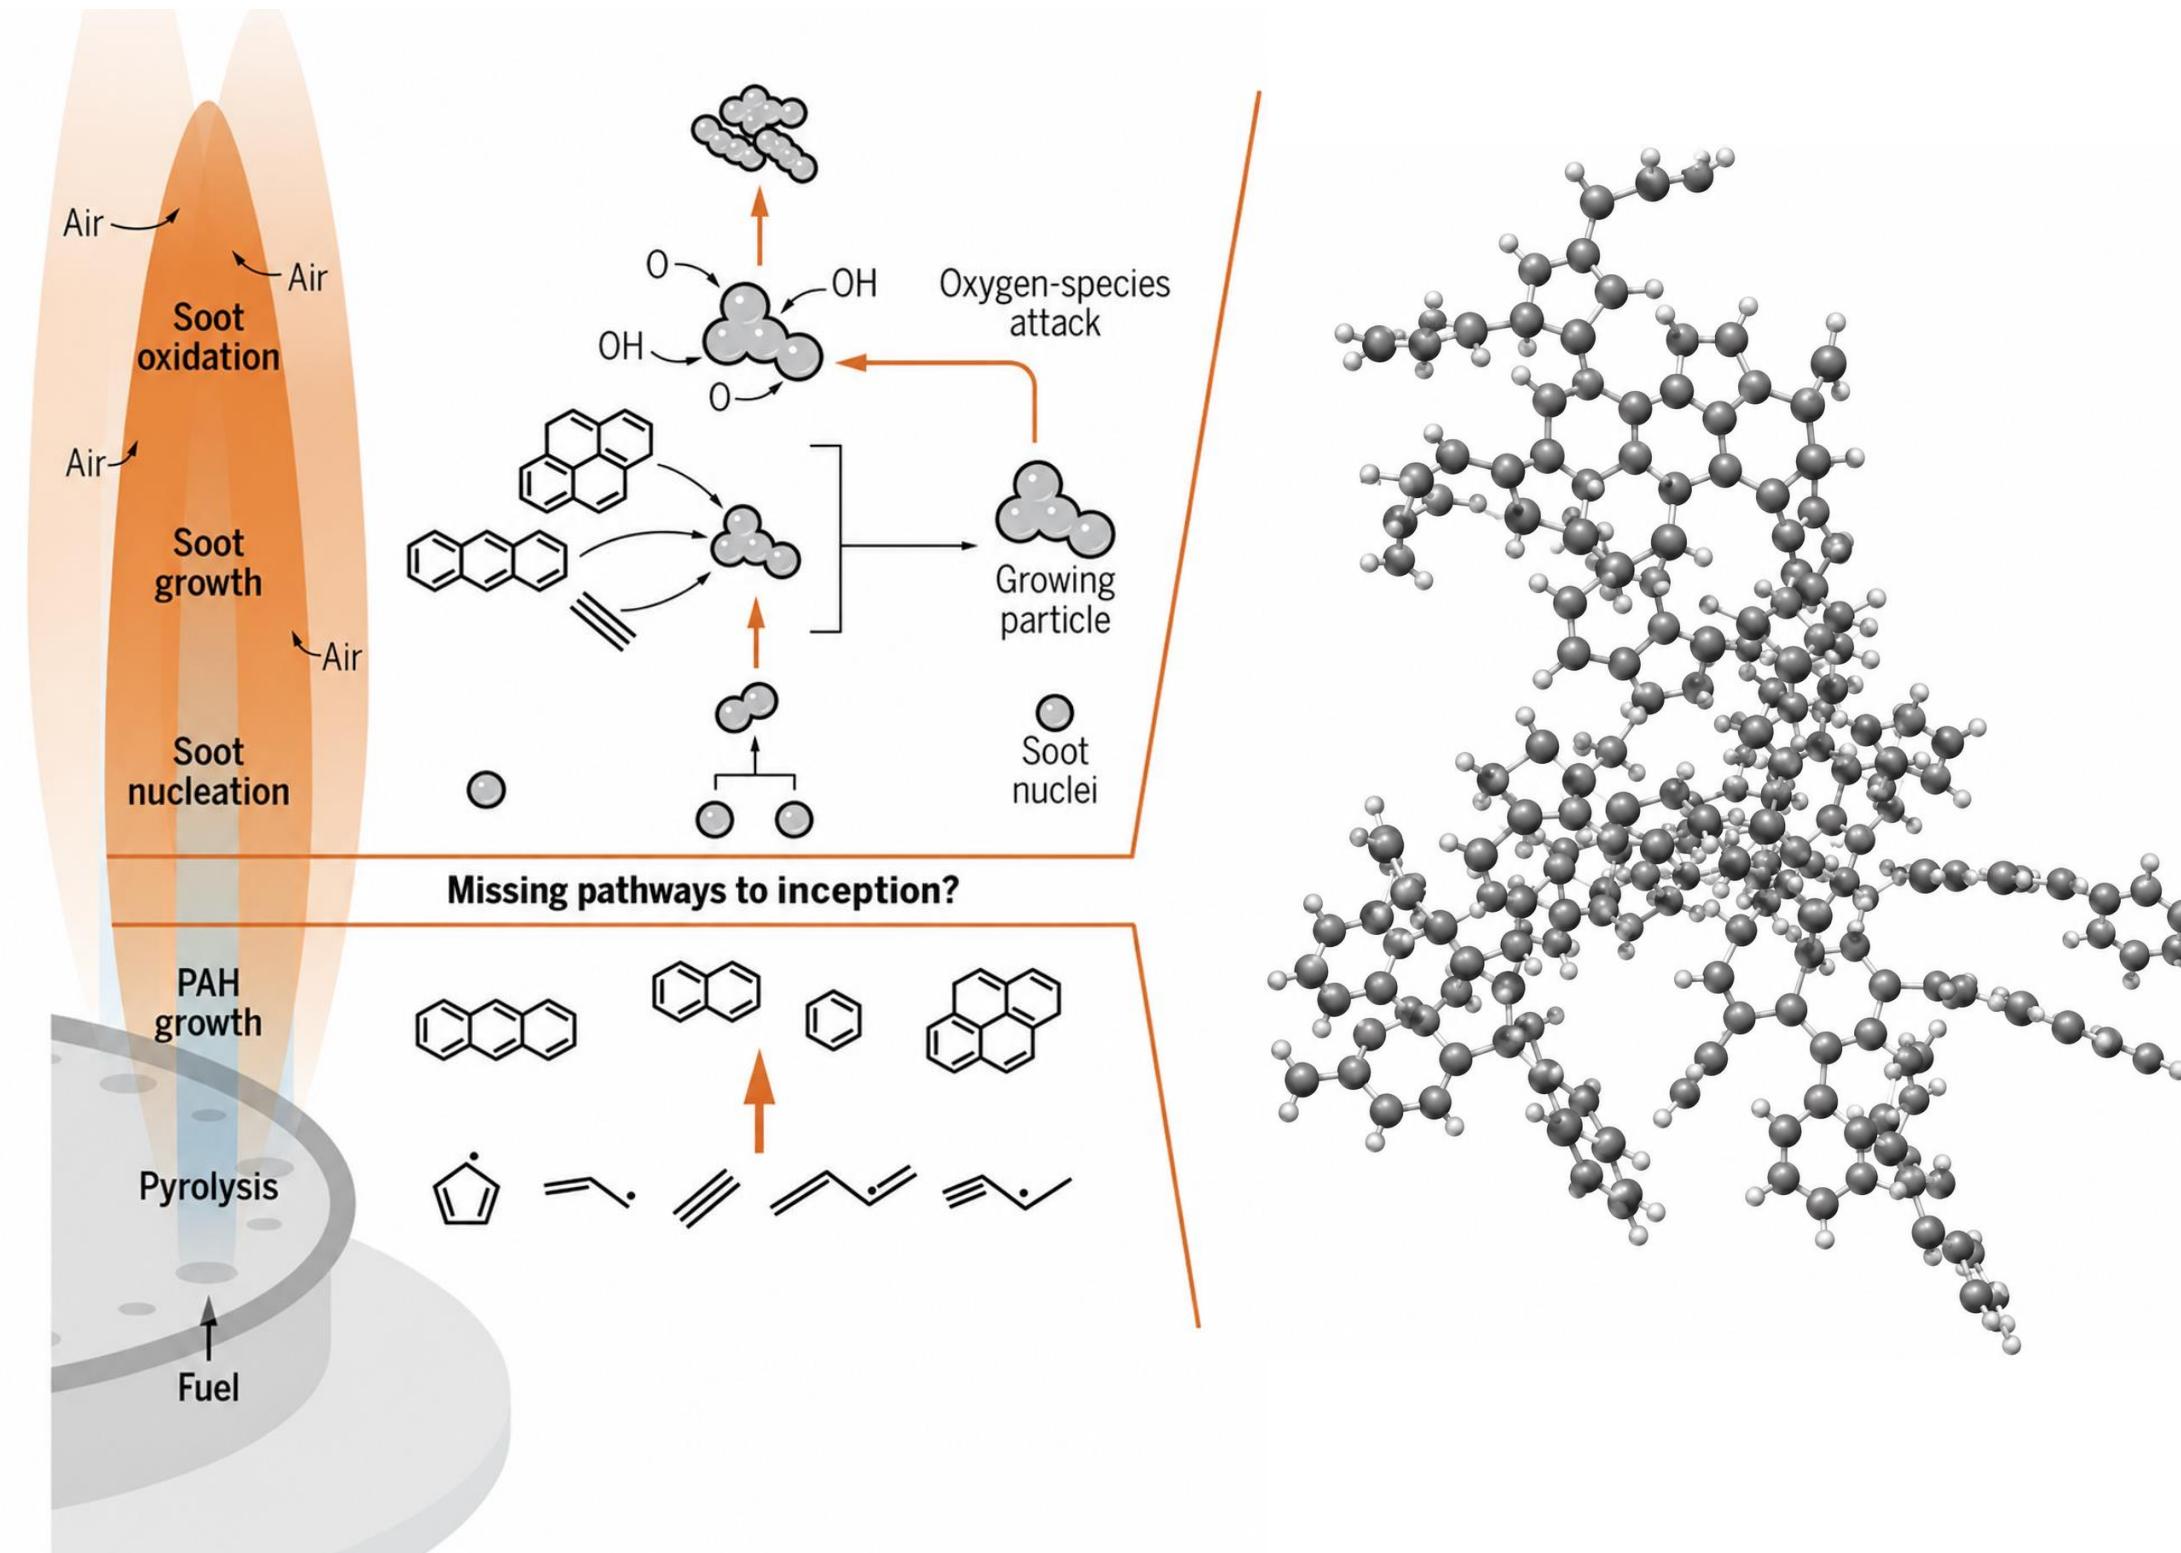 Air
Air
Soot
oxidation
Air
Soot
growth
Air
Soot
nucleation
O
OH
OH
O
Oxygen-species
attack
Growing
particle
Soot
nuclei
Missing pathways to inception?
PAH
growth
Pyrolysis
Fuel